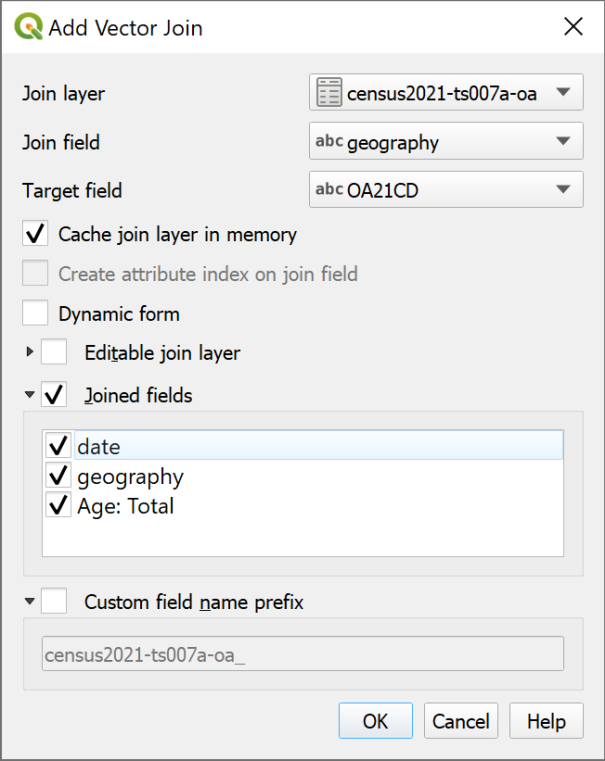 Add Vector Join
Join layer census2021-ts007a-oa
Join field abc geography
Target field abc OA21CD
Cache join layer in memory
Create attribute index on join field
Dynamic form
Editable join layer
Joined fields
date
geography
Age: Total
Custom field name prefix
census2021-ts007a-oa_
OK Cancel Help